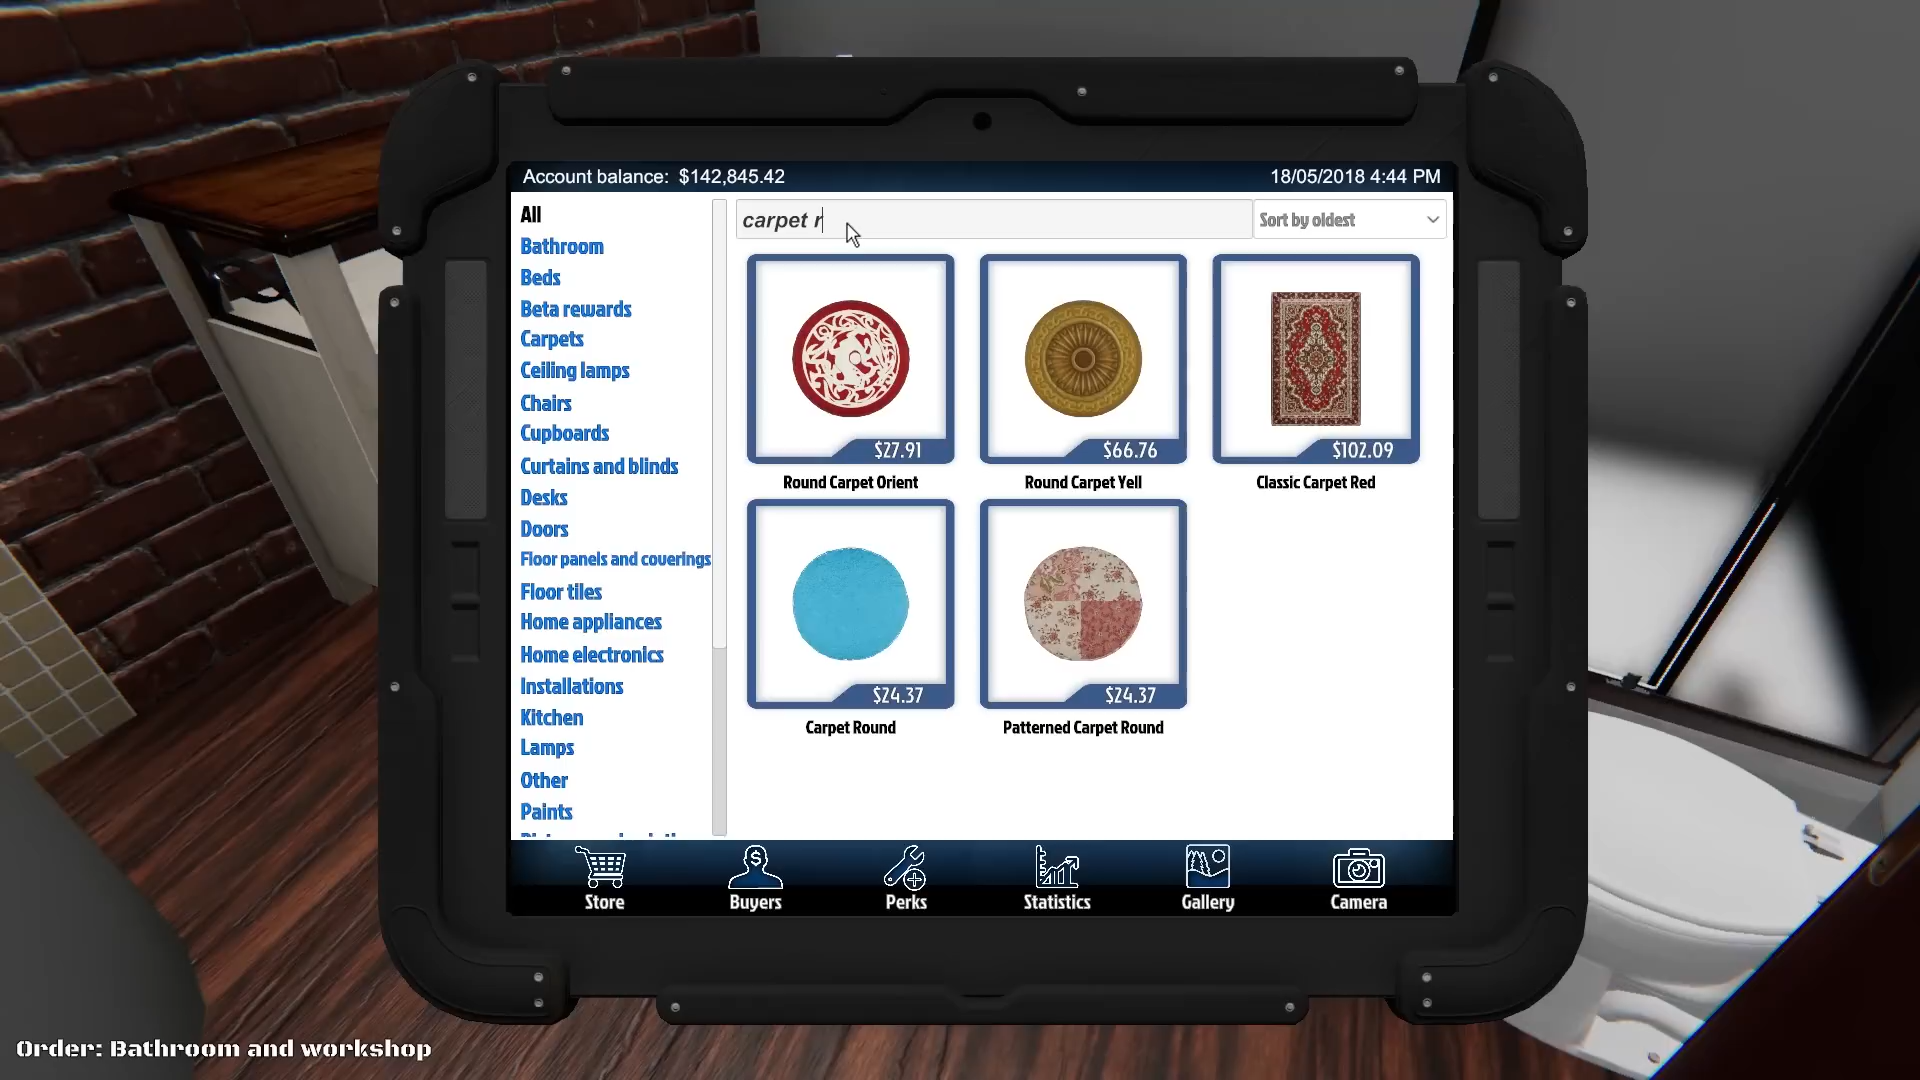 Account balance: $142,845.42
18/05/2018 4:44 PM
All
Bathroom
Beds
Beta rewards
Carpets
Ceiling lamps
Chairs
Cupboards
Curtains and blinds
Desks
Doors
Floor panels and coverings
Floor tiles
Home appliances
Home electronics
Installations
Kitchen
Lamps
Other
Paints
carpet r
Sort by oldest
$27.91
$66.76
$102.09
Round Carpet Orient
Round Carpet Yell
Classic Carpet Red
$24.37
$24.37
Carpet Round
Patterned Carpet Round
Store
Buyers
Perks
Statistics
Gallery
Camera
Order: Bathroom and workshop